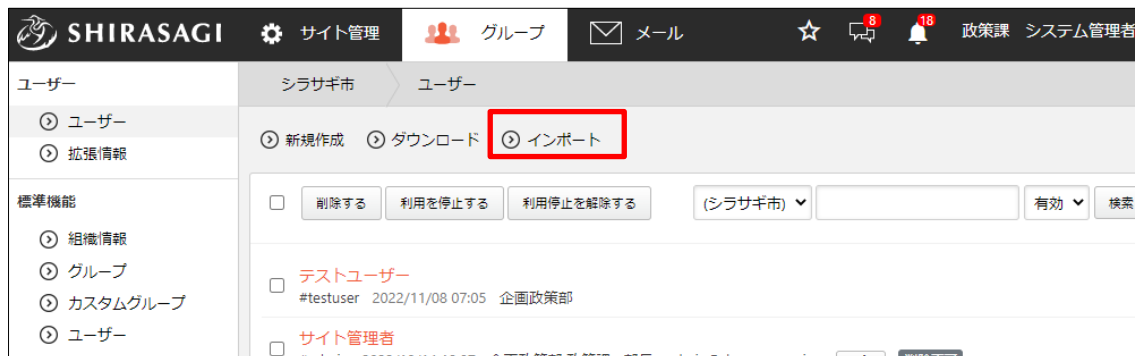 SHIRASAGI サイト管理 グループ メール 8 18 政策課 システム管理者
ユーザー
ユーザー
拡張情報
標準機能
組織情報
グループ
カスタムグループ
ユーザー
シラサギ市 ユーザー
新規作成 ダウンロード インポート
削除する 利用を停止する 利用停止を解除する (シラサギ市) 有効 検索
テストユーザー
#testuser 2022/11/08 07:05 企画政策部
サイト管理者